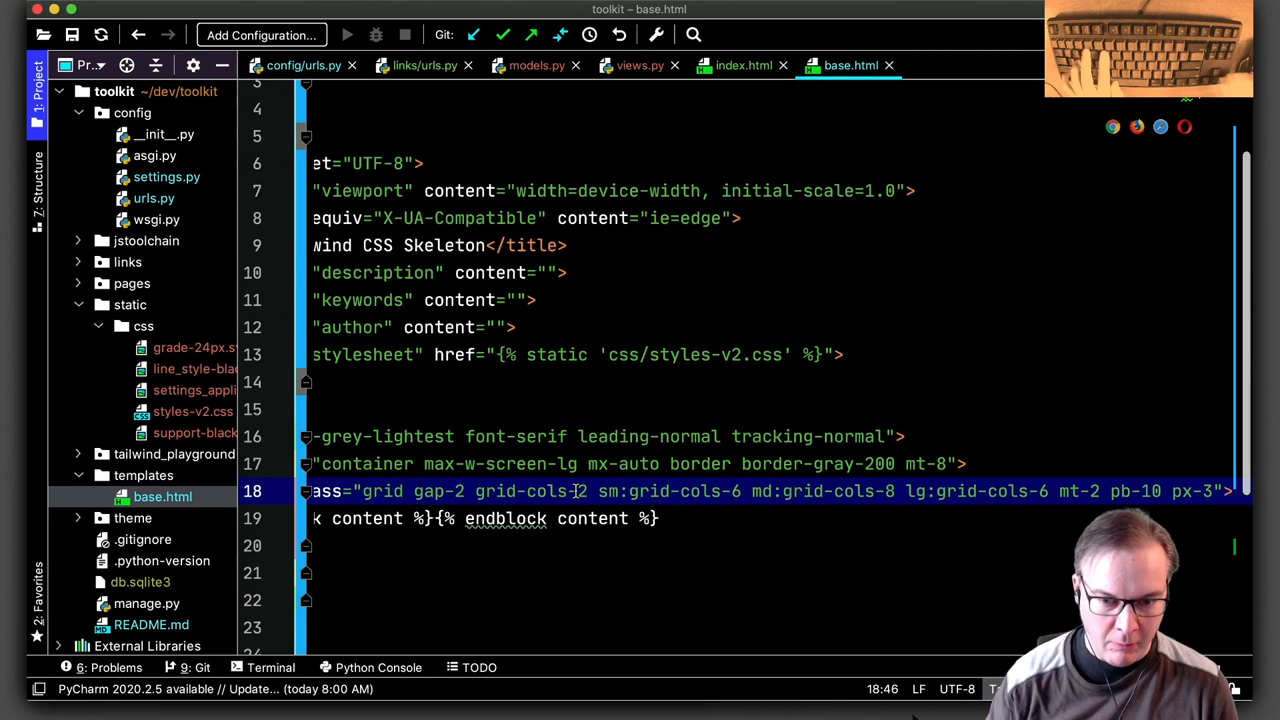 toolkit – base.html
Add Configuration...
Git:
1: Project
Pr...
config/urls.py
links/urls.py
models.py
views.py
index.html
base.html
toolkit ~/dev/toolkit
config
__init__.py
asgi.py
settings.py
urls.py
wsgi.py
jstoolchain
links
pages
static
css
grade-24px.sv
line_style-bla
settings_appli
styles-v2.css
support-black
tailwind_playground
templates
base.html
theme
.gitignore
.python-version
db.sqlite3
manage.py
README.md
External Libraries
Z: Structure
2: Favorites
3
4
5
6 et="UTF-8">
7 "viewport" content="width=device-width, initial-scale=1.0">
8 equiv="X-UA-Compatible" content="ie=edge">
9 wind CSS Skeleton</title>
10 "description" content="">
11 "keywords" content="">
12 "author" content="">
13 stylesheet" href="{% static 'css/styles-v2.css' %}">
14
15
16 -grey-lightest font-serif leading-normal tracking-normal">
17 "container max-w-screen-lg mx-auto border border-gray-200 mt-8">
18 ass="grid gap-2 grid-cols-12 sm:grid-cols-6 md:grid-cols-8 lg:grid-cols-6 mt-2 pb-10 px-3">
19 k content %}{% endblock content %}
20
21
22
23
6: Problems
9: Git
Terminal
Python Console
TODO
PyCharm 2020.2.5 available // Update... (today 8:00 AM)
18:46
LF
UTF-8